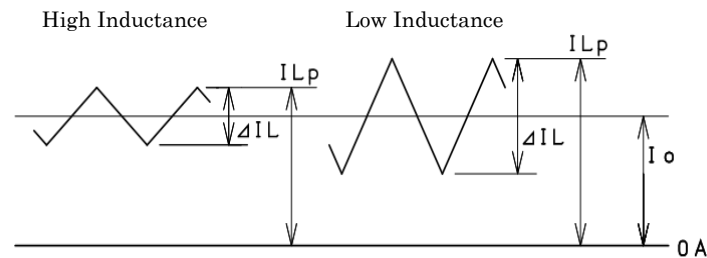 High Inductance
Low Inductance
ILp
ILp
⊿IL
⊿IL
Io
0A